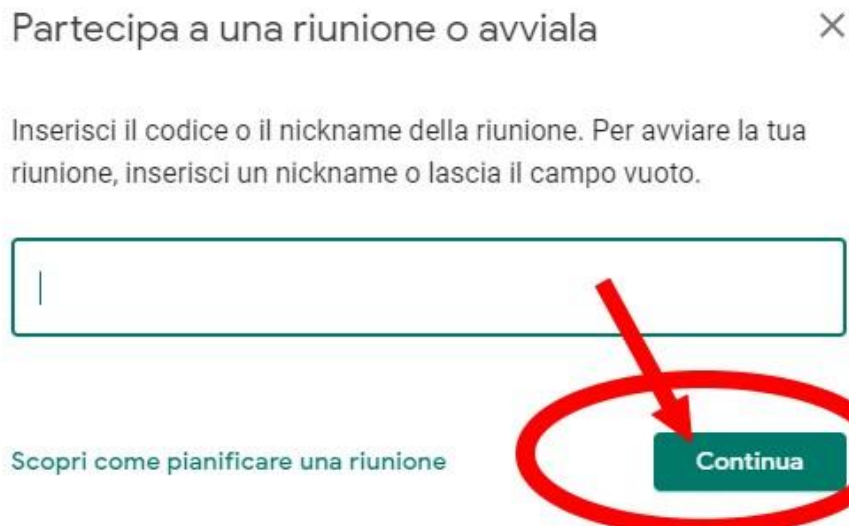 Partecipa a una riunione o avviala
Inserisci il codice o il nickname della riunione. Per avviare la tua
riunione, inserisci un nickname o lascia il campo vuoto.
Scopri come pianificare una riunione
Continua